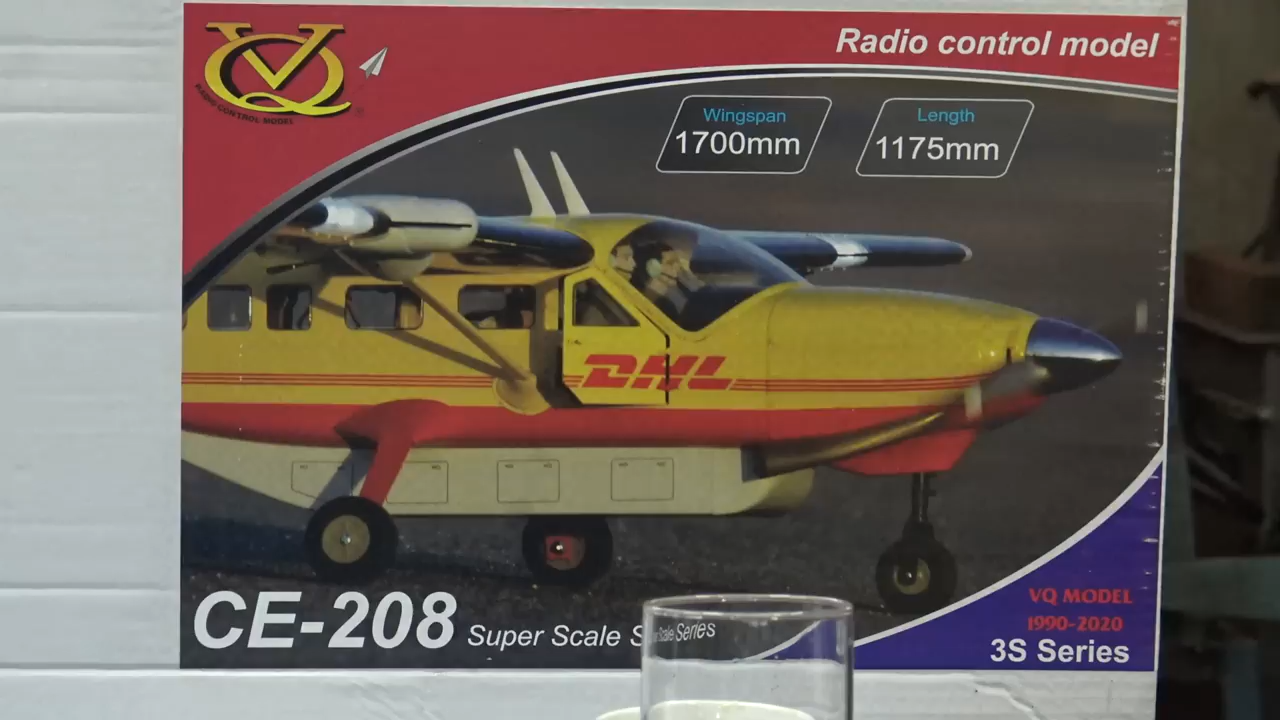 VQ
RADIO CONTROL MODEL
Radio control model
Wingspan
1700mm
Length
1175mm
DHL
CE-208 Super Scale Series
VQ MODEL
1990-2020
3S Series